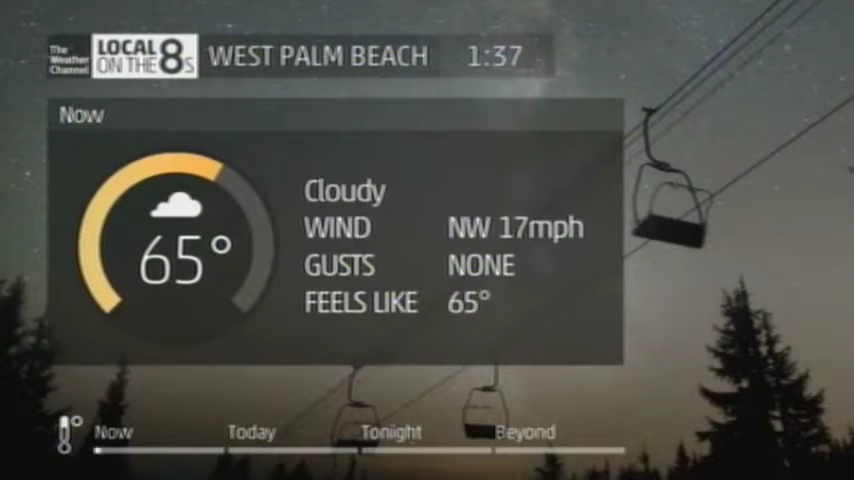 The Weather Channel
LOCAL ON THE 8s
WEST PALM BEACH 1:37
Now
65°
Cloudy
WIND NW 17mph
GUSTS NONE
FEELS LIKE 65°
Now Today Tonight Beyond